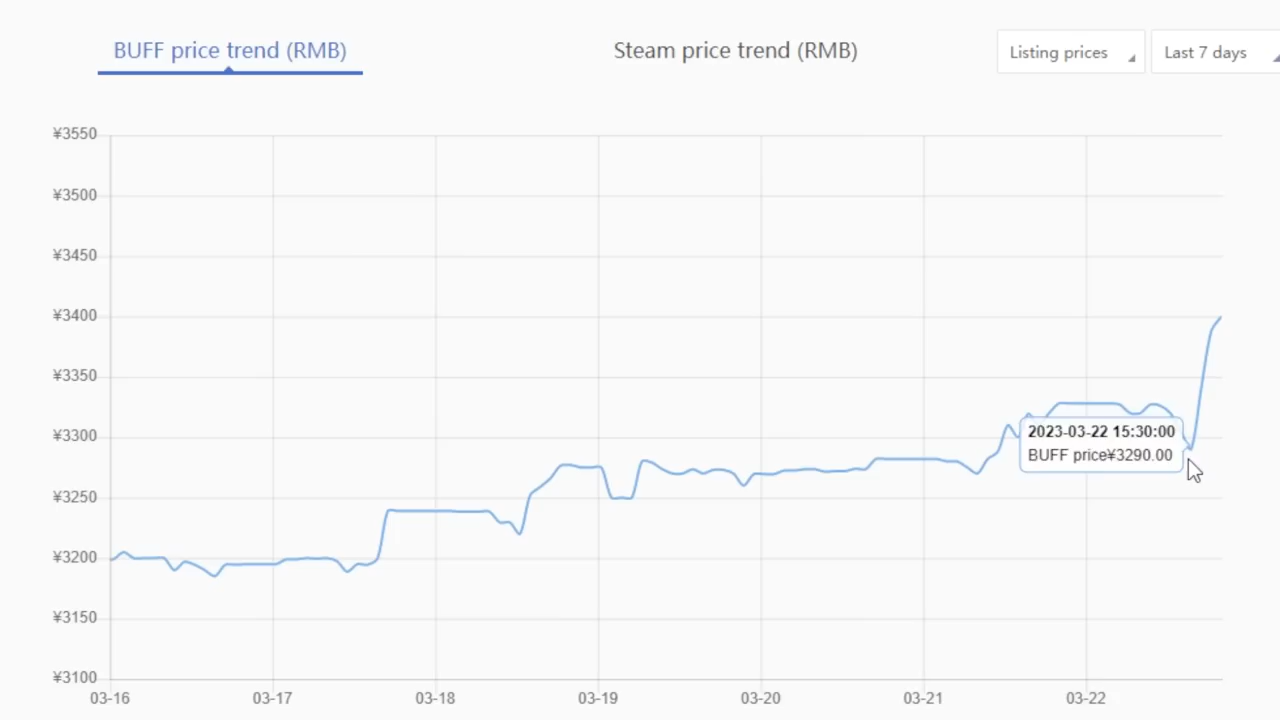 BUFF price trend (RMB)
Steam price trend (RMB)
Listing prices
Last 7 days
¥3550
¥3500
¥3450
¥3400
¥3350
¥3300
¥3250
¥3200
¥3150
¥3100
2023-03-22 15:30:00
BUFF price¥3290.00
03-16 03-17 03-18 03-19 03-20 03-21 03-22